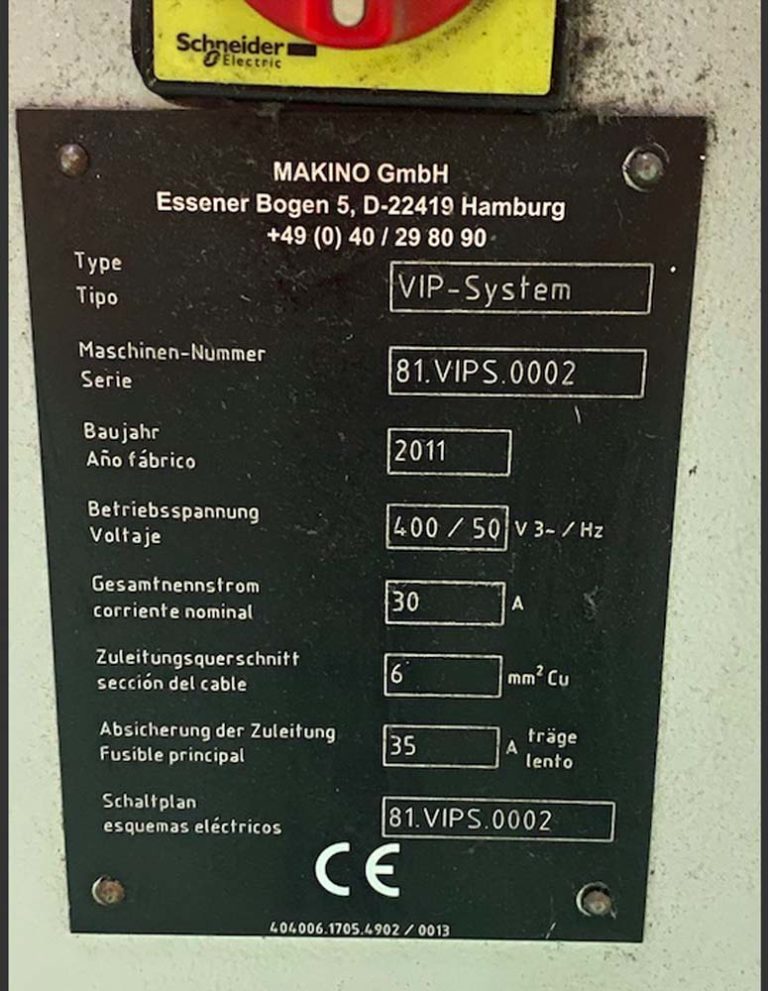 Schneider
Electric
MAKINO GmbH
Essener Bogen 5, D-22419 Hamburg
+49 (0) 40 / 29 80 90
Type
Tipo
VIP-System
Maschinen-Nummer
Serie
81.VIPS.0002
Baujahr
Año fábrico
2011
Betriebsspannung
Voltaje
400 / 50 V 3~ / Hz
Gesamtnennstrom
corriente nominal
30 A
Zuleitungsquerschnitt
sección del cable
6 mm² Cu
Absicherung der Zuleitung
Fusible principal
35 A träge
lento
Schaltplan
esquemas eléctricos
81.VIPS.0002
CE
404006.1705.4902 / 0013